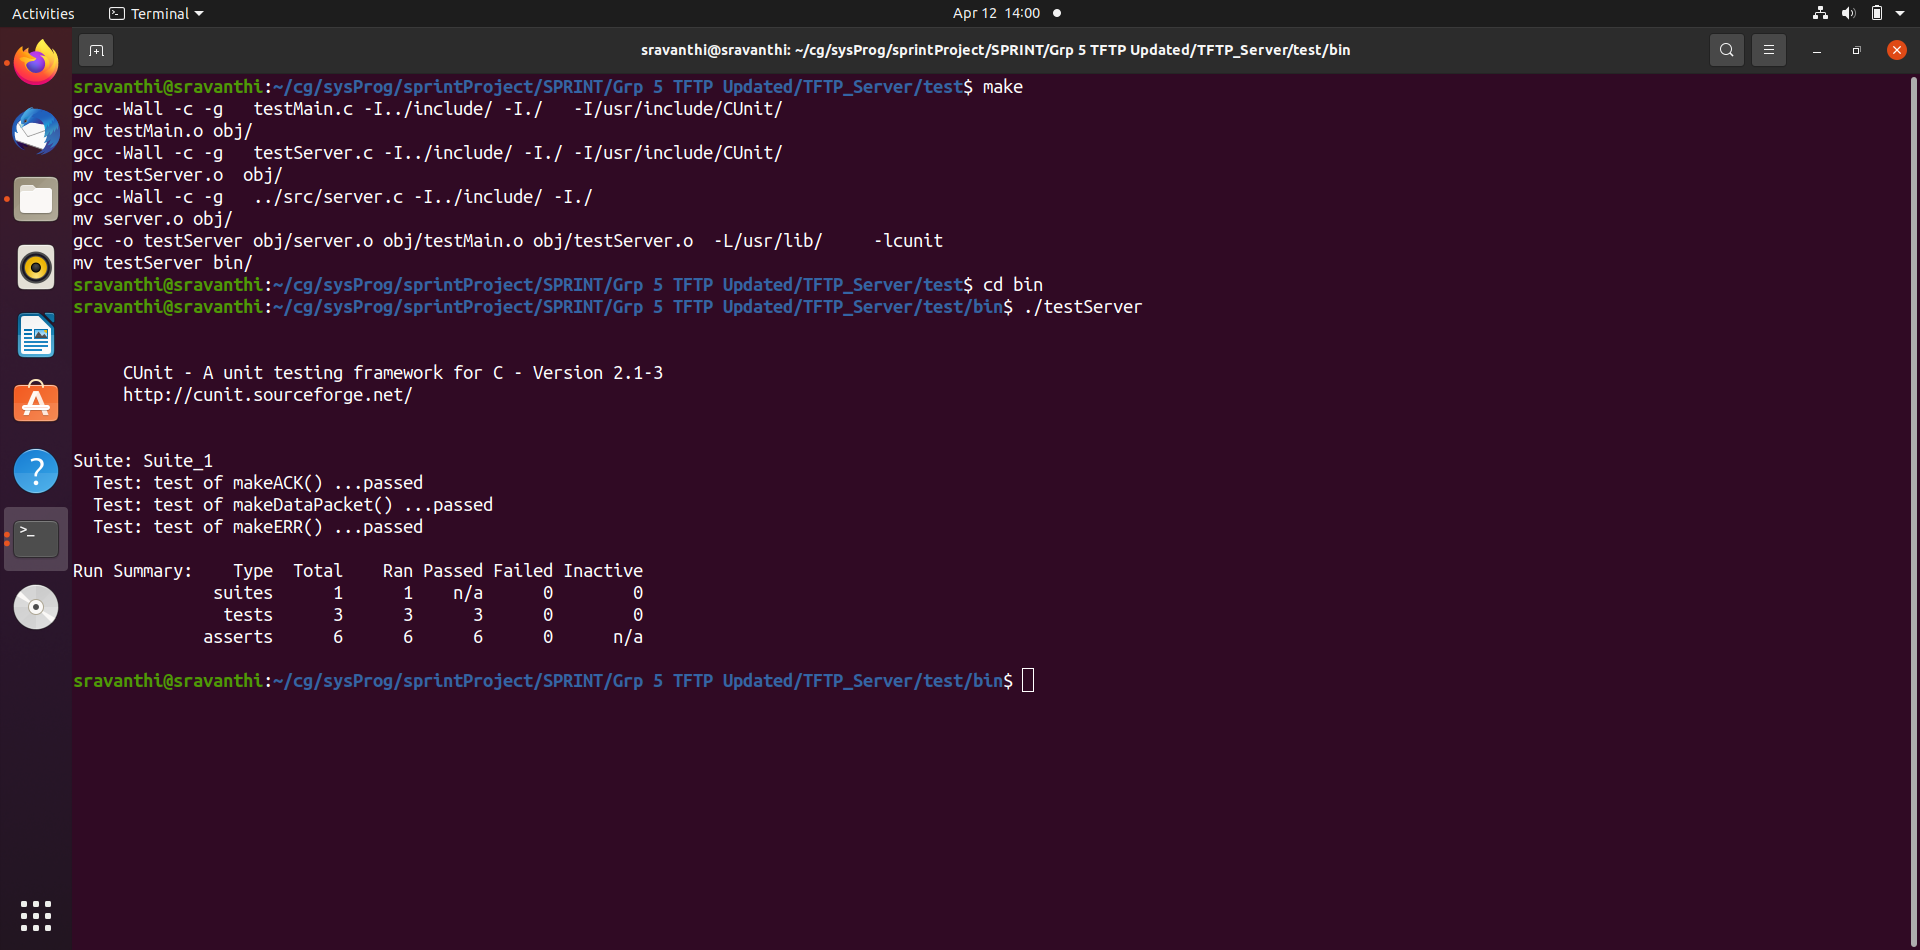 Activities Terminal Apr 12 14:00
sravanthi@sravanthi: ~/cg/sysProg/sprintProject/SPRINT/Grp 5 TFTP Updated/TFTP_Server/test/bin
sravanthi@sravanthi:~/cg/sysProg/sprintProject/SPRINT/Grp 5 TFTP Updated/TFTP_Server/test$ make
gcc -Wall -c -g   testMain.c -I../include/ -I./   -I/usr/include/CUnit/
mv testMain.o obj/
gcc -Wall -c -g   testServer.c -I../include/ -I./ -I/usr/include/CUnit/
mv testServer.o  obj/
gcc -Wall -c -g   ../src/server.c -I../include/ -I./
mv server.o obj/
gcc -o testServer obj/server.o obj/testMain.o obj/testServer.o  -L/usr/lib/     -lcunit
mv testServer bin/
sravanthi@sravanthi:~/cg/sysProg/sprintProject/SPRINT/Grp 5 TFTP Updated/TFTP_Server/test$ cd bin
sravanthi@sravanthi:~/cg/sysProg/sprintProject/SPRINT/Grp 5 TFTP Updated/TFTP_Server/test/bin$ ./testServer
     CUnit - A unit testing framework for C - Version 2.1-3
     http://cunit.sourceforge.net/
Suite: Suite_1
  Test: test of makeACK() ...passed
  Test: test of makeDataPacket() ...passed
  Test: test of makeERR() ...passed
Run Summary:    Type  Total    Ran Passed Failed Inactive
              suites      1      1    n/a      0        0
               tests      3      3      3      0        0
             asserts      6      6      6      0      n/a
sravanthi@sravanthi:~/cg/sysProg/sprintProject/SPRINT/Grp 5 TFTP Updated/TFTP_Server/test/bin$